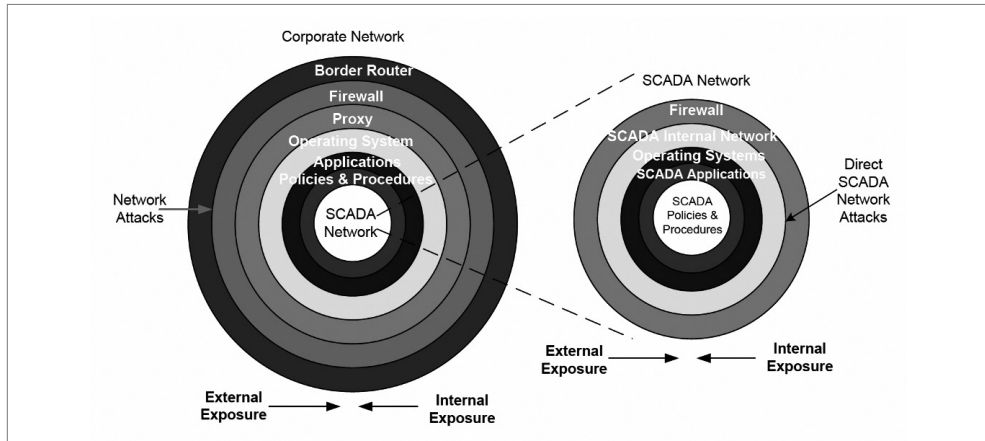 Corporate Network
Border Router
Firewall
Proxy
Operating System
Applications
Policies & Procedures
SCADA
Network
Network
Attacks
External
Exposure
Internal
Exposure
SCADA Network
Firewall
SCADA Internal Network
Operating Systems
SCADA Applications
SCADA
Policies &
Procedures
Direct
SCADA
Network
Attacks
External
Exposure
Internal
Exposure